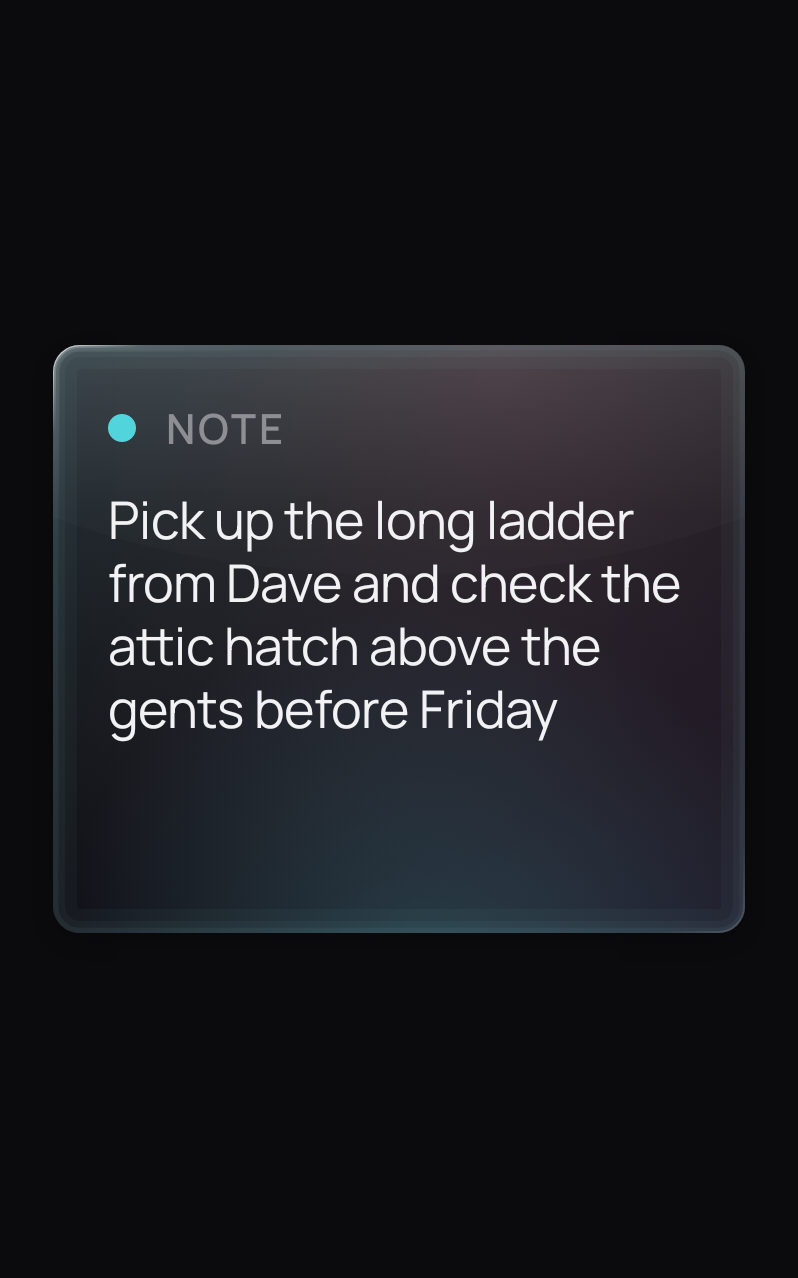 NOTE
Pick up the long ladder
from Dave and check the
attic hatch above the
gents before Friday